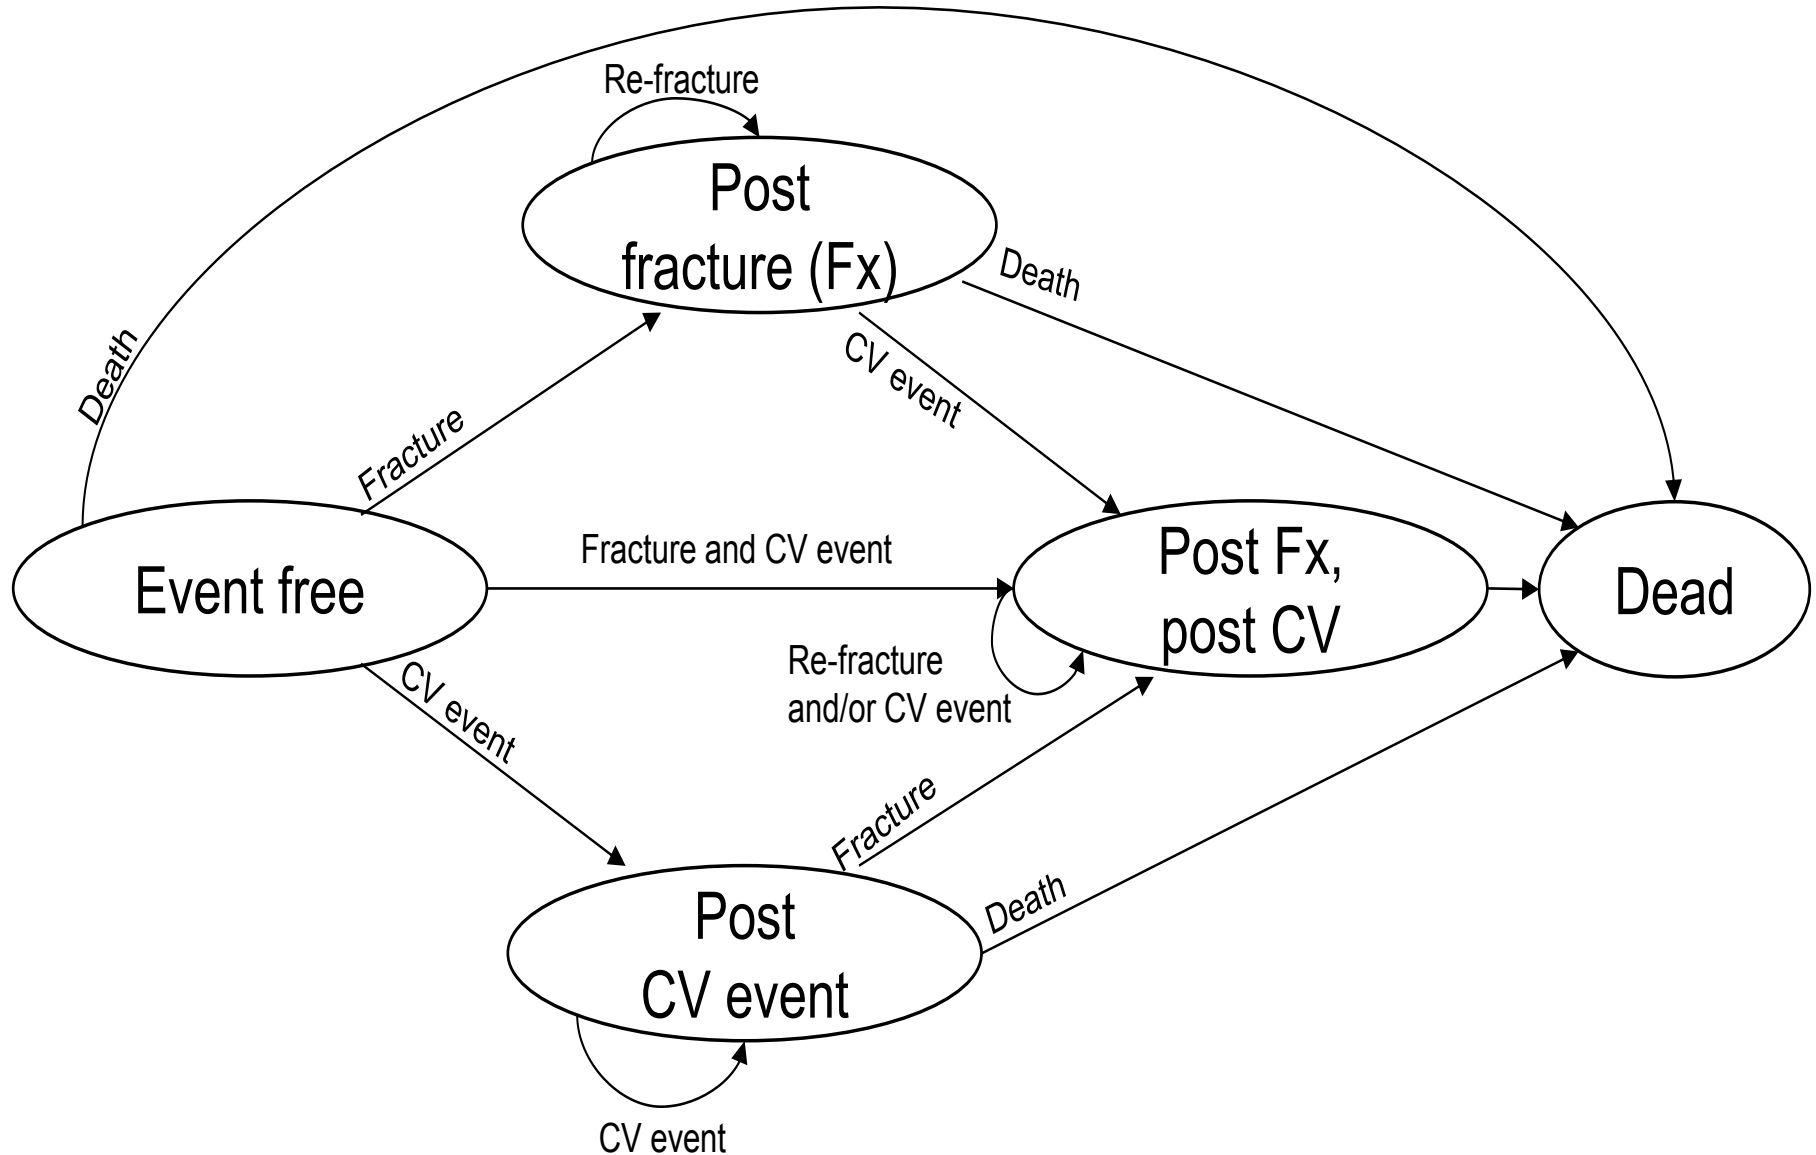 Re-fracture
Post
fracture (Fx)
Death
Death
CV event
Fracture
Fracture and CV event
Event free
Post Fx,
post CV
Dead
Re-fracture
and/or CV event
CV event
Fracture
Death
Post
CV event
CV event